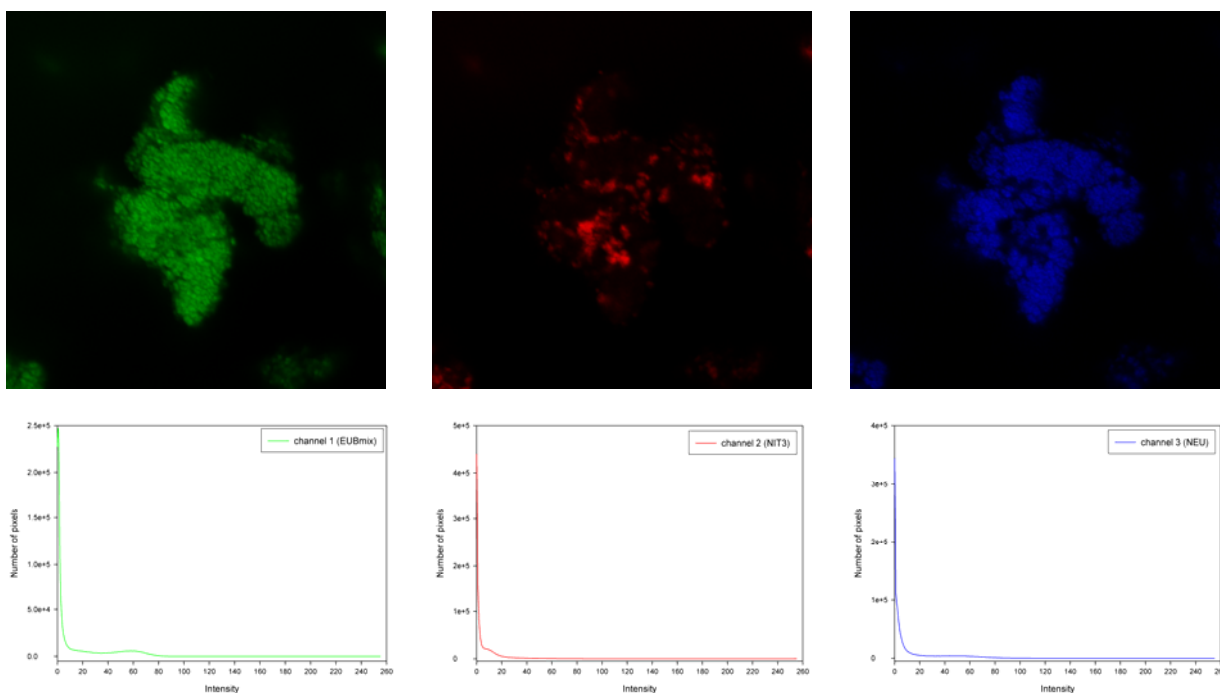 channel 1 (EUBmix)
2.5e+5
2.0e+5
1.5e+5
1.0e+5
5.0e+4
0.0
Number of pixels
0 20 40 60 80 100 120 140 160 180 200 220 240 260
Intensity
channel 2 (NIT3)
5e+5
4e+5
3e+5
2e+5
1e+5
0
Number of pixels
0 20 40 60 80 100 120 140 160 180 200 220 240 260
Intensity
channel 3 (NEU)
4e+5
3e+5
2e+5
1e+5
0
Number of pixels
0 20 40 60 80 100 120 140 160 180 200 220 240 260
Intensity